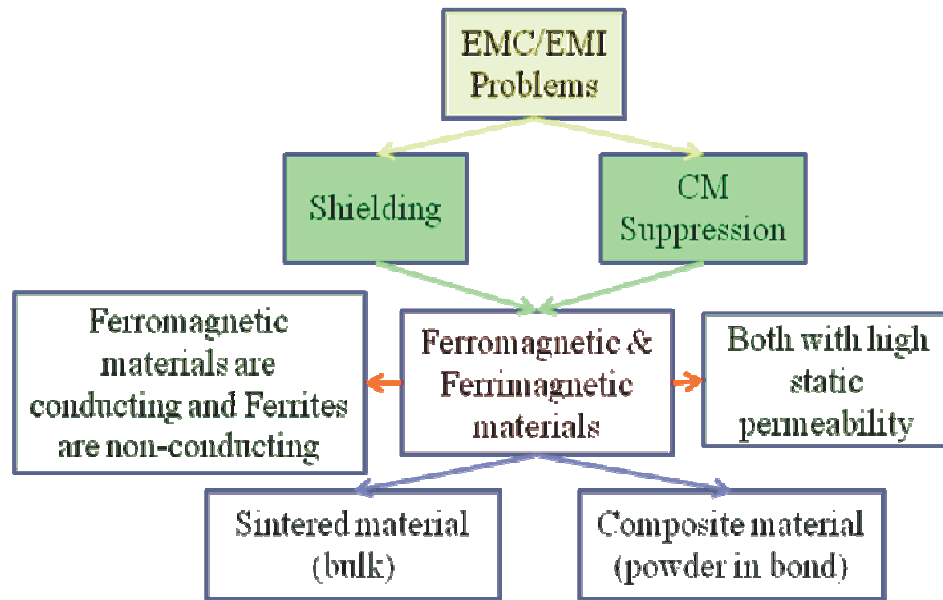 EMC/EMI
Problems
Shielding
CM
Suppression
Ferromagnetic
materials are
conducting and Ferrites
are non-conducting
Ferromagnetic &
Ferrimagnetic
materials
Both with high
static
permeability
Sintered material
(bulk)
Composite material
(powder in bond)